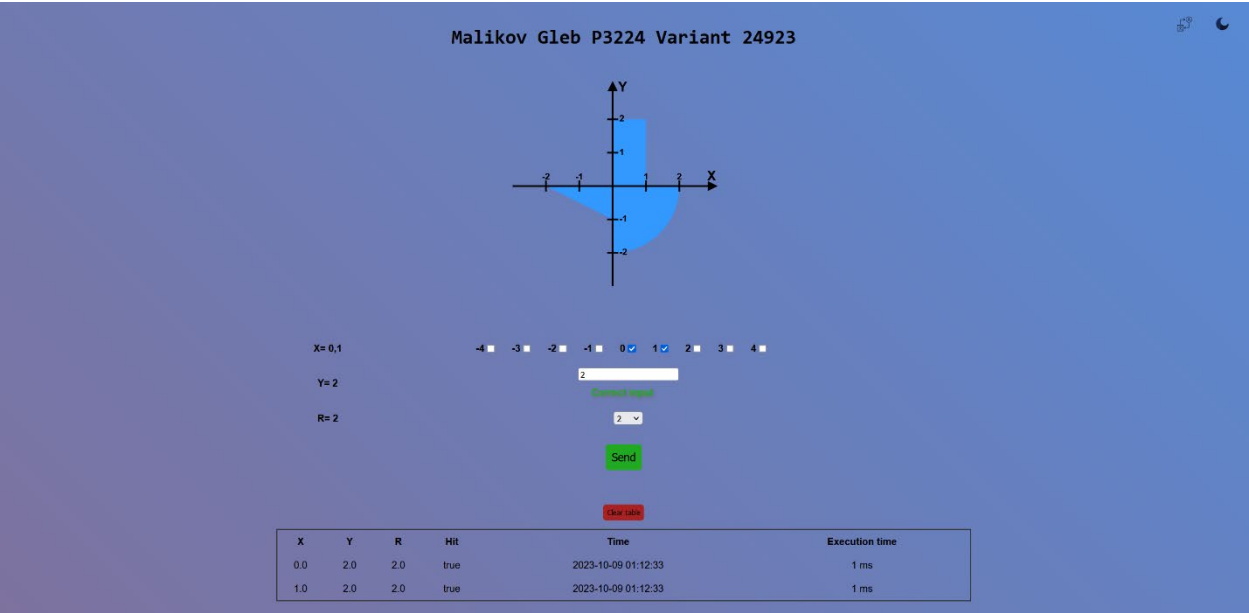 Malikov Gleb P3224 Variant 24923
Y
2
1
-2 -1 1 2 X
-1
-2
X= 0,1 -4 -3 -2 -1 0 1 2 3 4
2
Y= 2
Correct input
R= 2 2
Send
Clear table
X Y R Hit Time Execution time
0.0 2.0 2.0 true 2023-10-09 01:12:33 1 ms
1.0 2.0 2.0 true 2023-10-09 01:12:33 1 ms